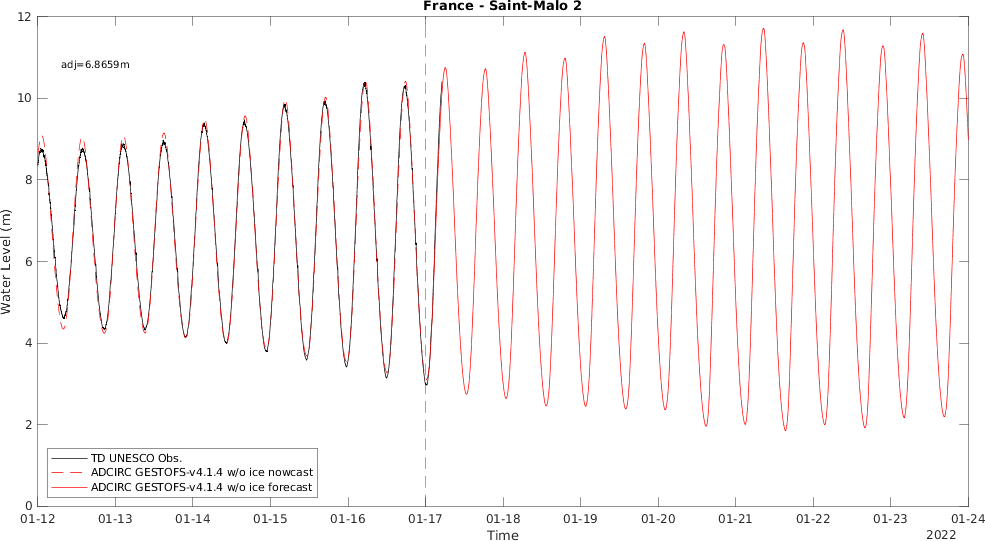 France - Saint-Malo 2
adj=6.8659m
12
10
8
6
4
2
0
Water Level (m)
TD UNESCO Obs.
ADCIRC GESTOFS-v4.1.4 w/o ice nowcast
ADCIRC GESTOFS-v4.1.4 w/o ice forecast
01-12 01-13 01-14 01-15 01-16 01-17 01-18 01-19 01-20 01-21 01-22 01-23 01-24
Time
2022